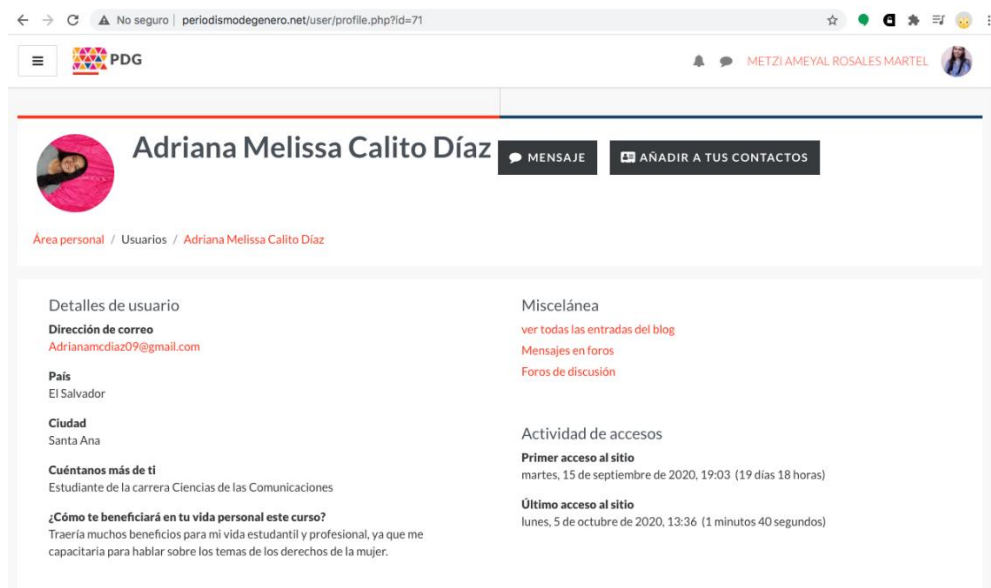 No seguro | periodismodegenero.net/user/profile.php?id=71
PDG
METZI AMEYAL ROSALES MARTEL
Adriana Melissa Calito Díaz
MENSAJE
AÑADIR A TUS CONTACTOS
Área personal / Usuarios / Adriana Melissa Calito Díaz
Detalles de usuario
Dirección de correo
Adrianamcdiaz09@gmail.com
País
El Salvador
Ciudad
Santa Ana
Cuéntanos más de ti
Estudiante de la carrera Ciencias de las Comunicaciones
¿Cómo te beneficiará en tu vida personal este curso?
Traería muchos beneficios para mi vida estudantil y profesional, ya que me
capacitaria para hablar sobre los temas de los derechos de la mujer.
Miscelánea
ver todas las entradas del blog
Mensajes en foros
Foros de discusión
Actividad de accesos
Primer acceso al sitio
martes, 15 de septiembre de 2020, 19:03 (19 días 18 horas)
Último acceso al sitio
lunes, 5 de octubre de 2020, 13:36 (1 minutos 40 segundos)